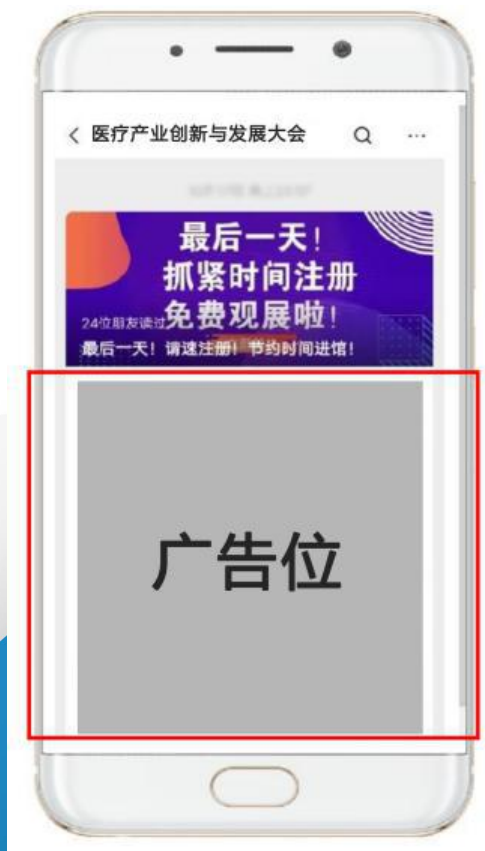 医疗产业创新与发展大会
最后一天！
抓紧时间注册
免费观展啦！
24位朋友读过
最后一天！请速注册！节约时间进馆！
广告位